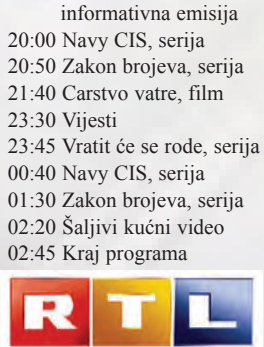 informativna emisija
20:00 Navy CIS, serija
20:50 Zakon brojeva, serija
21:40 Carstvo vatre, film
23:30 Vijesti
23:45 Vratit će se rode, serija
00:40 Navy CIS, serija
01:30 Zakon brojeva, serija
02:20 Šaljivi kućni video
02:45 Kraj programa
RTL